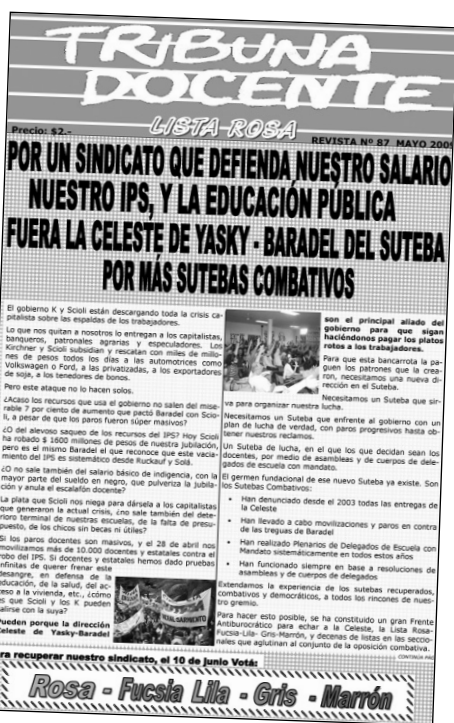 TRIBUNA
DOCENTE
LISTA ROSA
Precio: $2.-
REVISTA Nº 87 MAYO 2009
POR UN SINDICATO QUE DEFIENDA NUESTRO SALARIO
NUESTRO IPS, Y LA EDUCACIÓN PÚBLICA
FUERA LA CELESTE DE YASKY - BARADEL DEL SUTEBA
POR MÁS SUTEBAS COMBATIVOS
El gobierno K y Scioli están descargando toda la crisis ca-
pitalista sobre las espaldas de los trabajadores.
Lo que nos quitan a nosotros lo entregan a los capitalistas,
banqueros, patronales agrarias y especuladores. Los
Kirchner y Scioli subsidian y rescatan con miles de millo-
nes de pesos todos los días a las automotrices como
Volkswagen o Ford, a las privatizadas, a los exportadores
de soja, a los tenedores de bonos.
Pero este ataque no lo hacen solos.
¿Acaso los recursos que usa el gobierno no salen del mise-
rable 7 por ciento de aumento que pactó Baradel con Scio-
li, a pesar de que los paros fueron súper masivos?
¿O del alevoso saqueo de los recursos del IPS? Hoy Scioli
ha robado $ 1600 millones de pesos de nuestra jubilación,
pero es el mismo Baradel el que reconoce que este vacia-
miento del IPS es sistemático desde Ruckauf y Solá.
¿O no sale también del salario básico de indigencia, con la
mayor parte del sueldo en negro, que pulveriza la jubila-
ción y anula el escalafón docente?
La plata que Scioli nos niega para dársela a los capitalistas
que generaron la actual crisis, ¿no sale también del dete-
rioro terminal de nuestras escuelas, de la falta de presu-
puesto, de los chicos sin becas ni útiles?
Si los paros docentes son masivos, y el 28 de abril nos
movilizamos más de 10.000 docentes y estatales contra el
robo del IPS. Si docentes y estatales hemos dado pruebas
infinitas de querer frenar este
desangre, en defensa de la
educación, de la salud, del ac-
ceso a la vivienda, etc., ¿cómo
es que Scioli y los K pueden
salirse con la suya?
Pueden porque la dirección
Celeste de Yasky-Baradel
son el principal aliado del
gobierno para que sigan
haciéndonos pagar los platos
rotos a los trabajadores.
Para que esta bancarrota la pa-
guen los patrones que la crea-
ron, necesitamos una nueva di-
rección en el Suteba.
Necesitamos un Suteba que sir-
va para organizar nuestra lucha.
Necesitamos un Suteba que enfrente al gobierno con un
plan de lucha de verdad, con paros progresivos hasta ob-
tener nuestros reclamos.
Un Suteba de lucha, en el que los que decidan sean los
docentes, por medio de asambleas y de cuerpos de dele-
gados de escuela con mandato.
El germen fundacional de ese nuevo Suteba ya existe. Son
los Sutebas Combativos:
• Han denunciado desde el 2003 todas las entregas de
la Celeste
• Han llevado a cabo movilizaciones y paros en contra
de las treguas de Baradel
• Han realizado Plenarios de Delegados de Escuela con
Mandato sistemáticamente en todos estos años
• Han funcionado siempre en base a resoluciones de
asambleas y de cuerpos de delegados
Extendamos la experiencia de los sutebas recuperados,
combativos y democráticos, a todos los rincones de nues-
tro gremio.
Para hacer esto posible, se ha constituido un gran Frente
Antiburocrático para echar a la Celeste, la Lista Rosa-
Fucsia-Lila- Gris-Marrón, y decenas de listas en las seccio-
nales que aglutinan al conjunto de la oposición combativa.
CONTINÚA PÁG
ra recuperar nuestro sindicato, el 10 de junio Votá:
Rosa - Fucsia Lila - Gris - Marrón